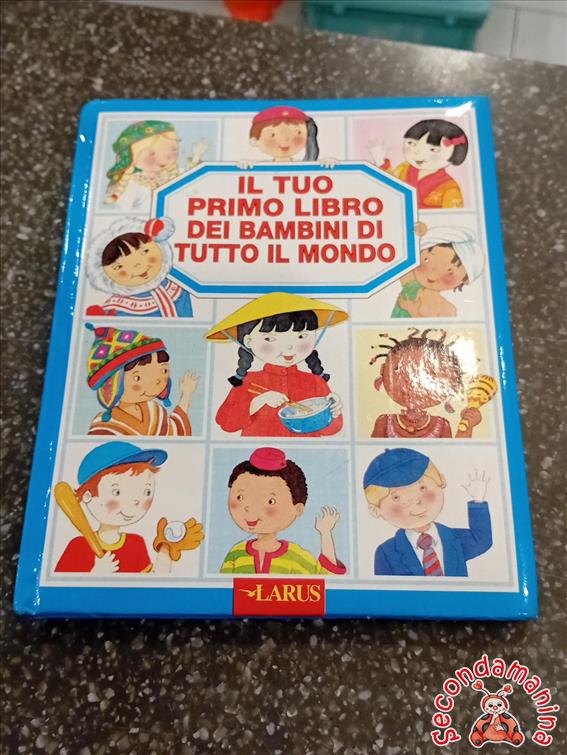 IL TUO
PRIMO LIBRO
DEI BAMBINI DI
TUTTO IL MONDO
LARUS
Secondamanina